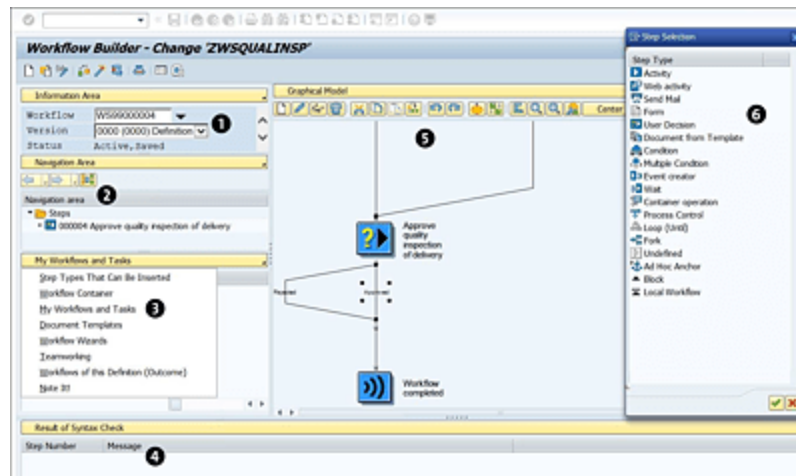 Workflow Builder - Change 'ZWSQUALINSP'
Information Area
Workflow WS99000004
Version 0000 (0000) Definition
Status Active,Saved
1
Navigation Area
2
Navigation area
Steps
000004 Approve quality inspection of delivery
My Workflows and Tasks
Step Types That Can Be Inserted
Workflow Container
My Workflows and Tasks
3
Document Templates
Workflow Wizards
Teamworking
Workflows of this Definition (Outcome)
Note It!
Graphical Model
Center
5
Approve
quality
inspection
of delivery
Rejected
Approved
Workflow
completed
Result of Syntax Check
Step Number Message
4
Step Selection
Step Type
Activity
Web activity
Send Mail
6
Form
User Decision
Document from Template
Condition
Multiple Condition
Event creator
Wait
Container operation
Process Control
Loop (Until)
Fork
Undefined
Ad Hoc Anchor
Block
Local Workflow